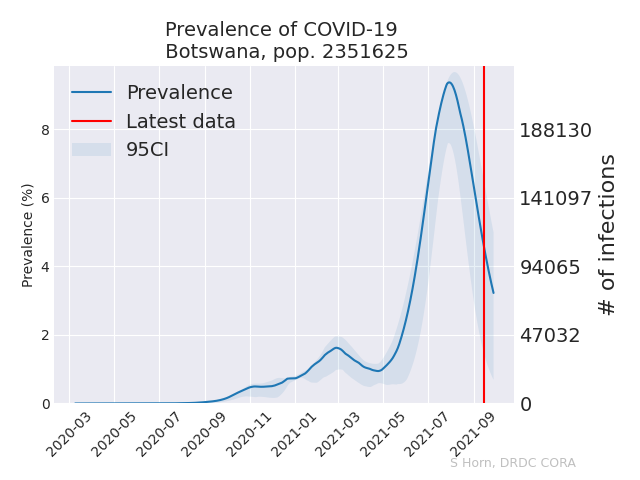 Prevalence of COVID-19
Botswana, pop. 2351625
Prevalence
Latest data
95CI
Prevalence (%)
8
6
4
2
0
188130
141097
94065
47032
0
# of infections
2020-03
2020-05
2020-07
2020-09
2020-11
2021-01
2021-03
2021-05
2021-07
2021-09
S Horn, DRDC CORA